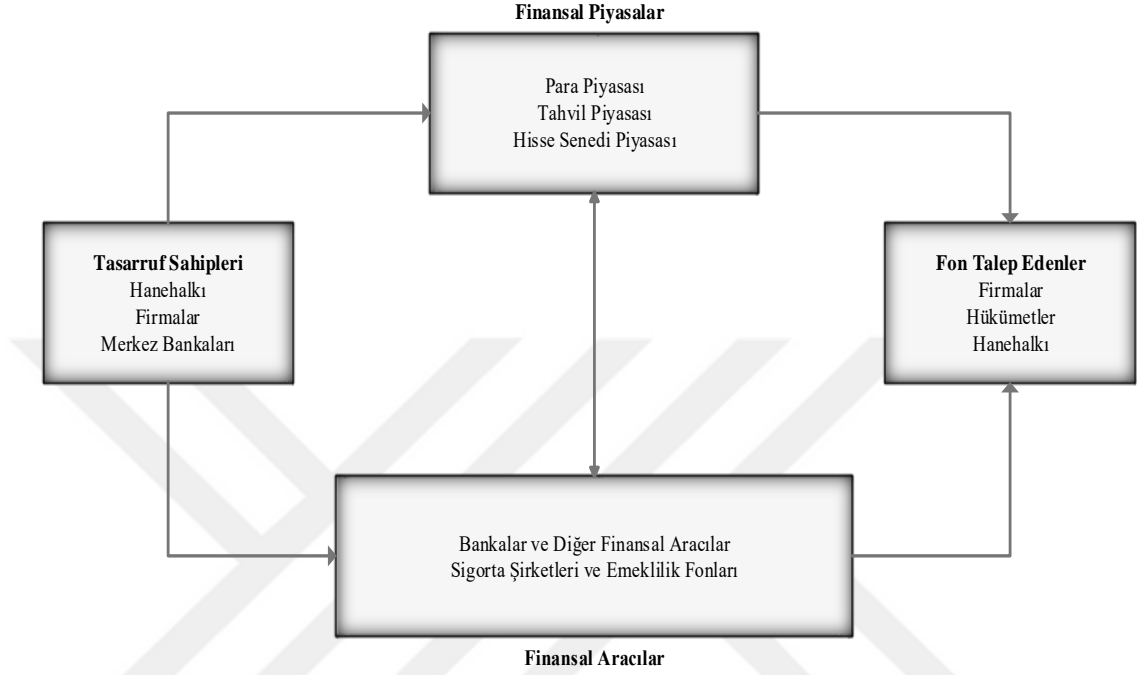 Finansal Piyasalar
Para Piyasası
Tahvil Piyasası
Hisse Senedi Piyasası
Tasarruf Sahipleri
Hanehalkı
Firmalar
Merkez Bankaları
Fon Talep Edenler
Firmalar
Hükümetler
Hanehalkı
Bankalar ve Diğer Finansal Aracılar
Sigorta Şirketleri ve Emeklilik Fonları
Finansal Aracılar